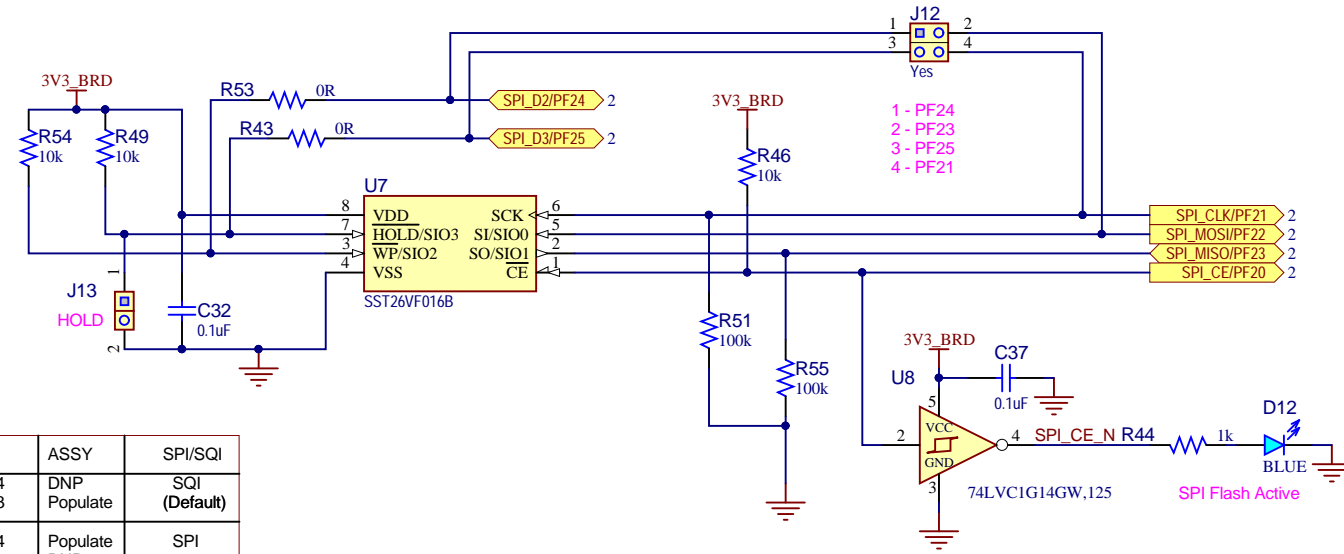 J12
1 2
3 4
Yes
1 - PF24
2 - PF23
3 - PF25
4 - PF21
3V3_BRD
R53 0R
SPI_D2/PF24 2
R43 0R
SPI_D3/PF25 2
R54
10k
R49
10k
3V3_BRD
R46
10k
U7
8 VDD
7 HOLD/SIO3
3 WP/SIO2
4 VSS
SCK 6
SI/SIO0 5
SO/SIO1 2
CE 1
SST26VF016B
SPI_CLK/PF21 2
SPI_MOSI/PF22 2
SPI_MISO/PF23 2
SPI_CE/PF20 2
J13
HOLD
1
2
C32
0.1uF
R51
100k
R55
100k
3V3_BRD
C37
0.1uF
U8
5
VCC
2
GND
3
4
SPI_CE_N R44 1k
74LVC1G14GW,125
D12
BLUE
SPI Flash Active
ASSY SPI/SQI
4 DNP SQI
3 Populate (Default)
4 Populate SPI